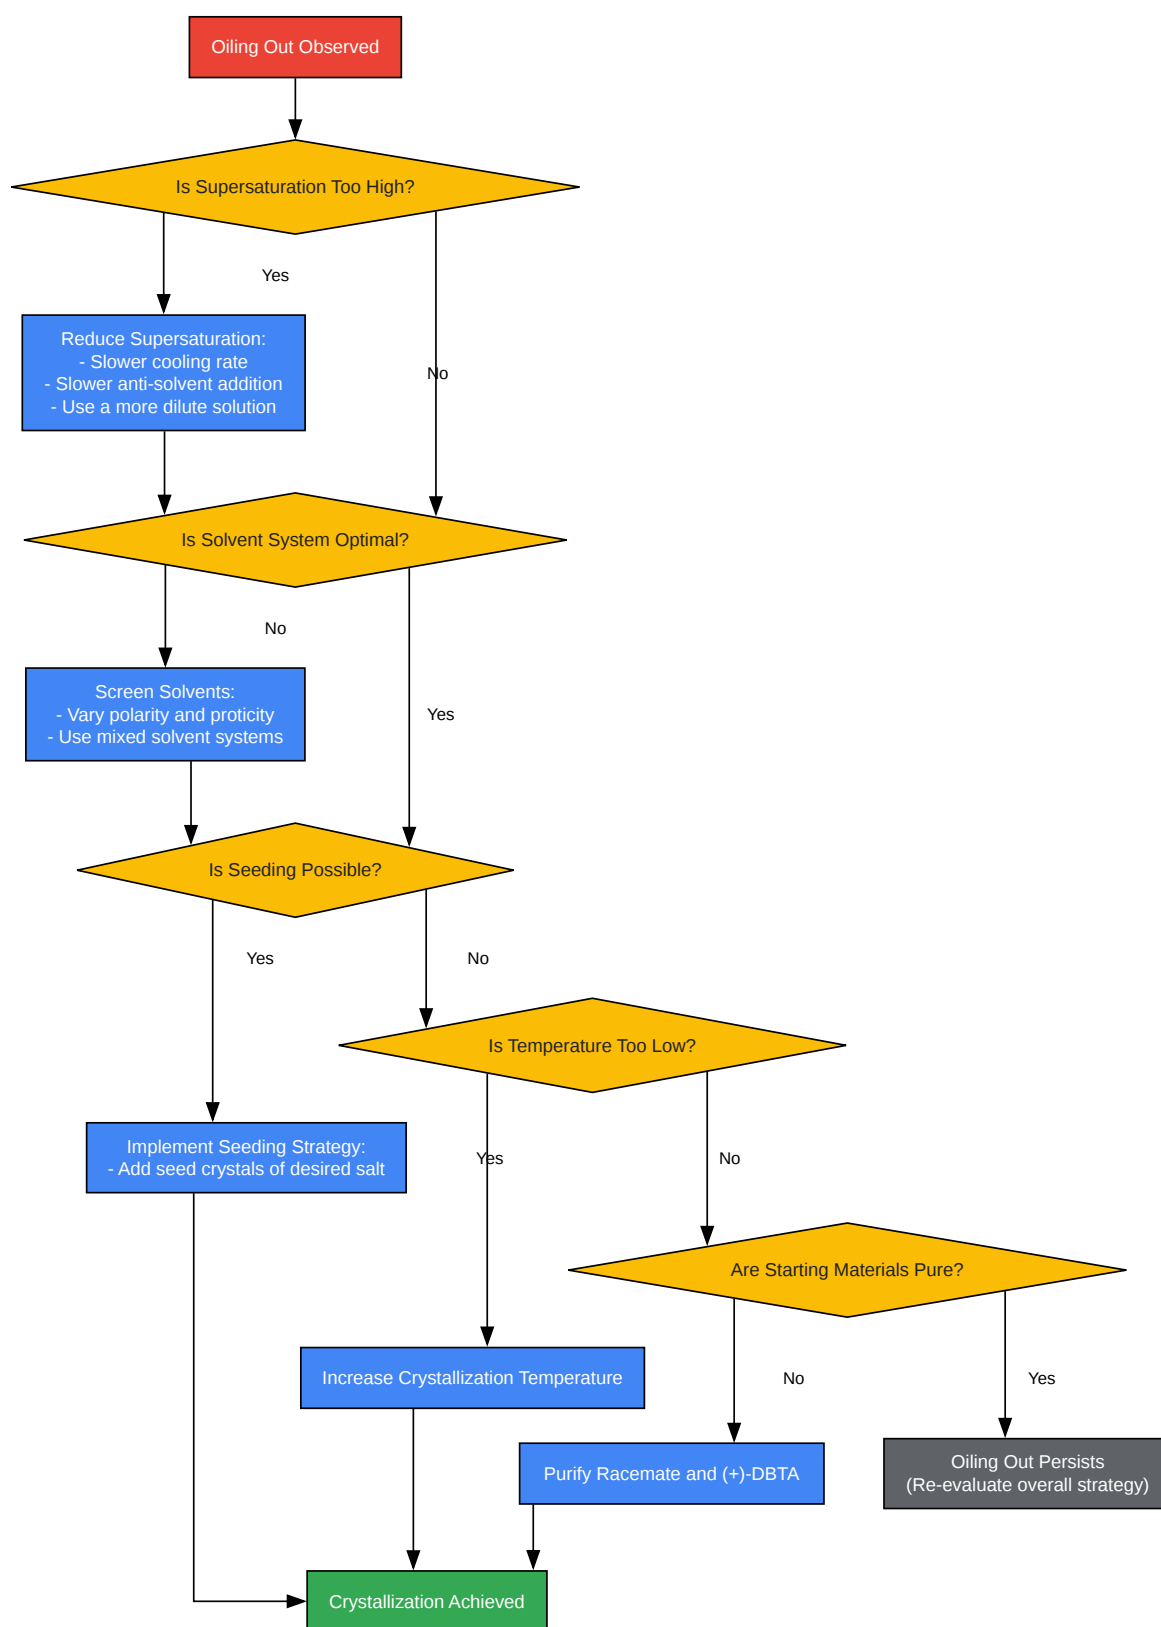 Oiling Out Observed
Is Supersaturation Too High?
Yes
Reduce Supersaturation:
- Slower cooling rate
- Slower anti-solvent addition
- Use a more dilute solution
No
Is Solvent System Optimal?
No
Screen Solvents:
- Vary polarity and proticity
- Use mixed solvent systems
Yes
Is Seeding Possible?
Yes
No
Is Temperature Too Low?
Implement Seeding Strategy:
- Add seed crystals of desired salt
Yes
No
Are Starting Materials Pure?
Increase Crystallization Temperature
No
Yes
Purify Racemate and (+)-DBTA
Oiling Out Persists
(Re-evaluate overall strategy)
Crystallization Achieved